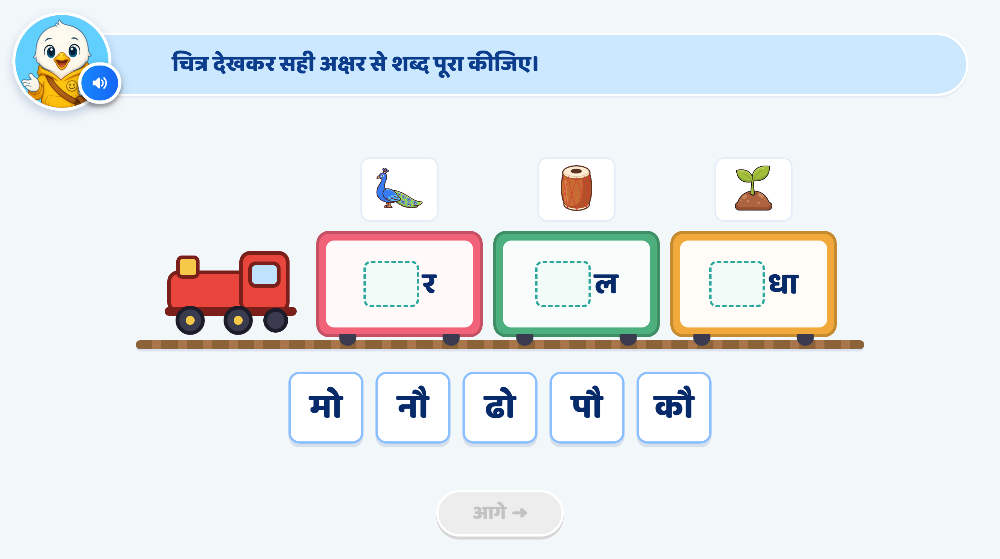 चित्र देखकर सही अक्षर से शब्द पूरा कीजिए।
र
ल
धा
मो नौ ढो पौ कौ
आगे →